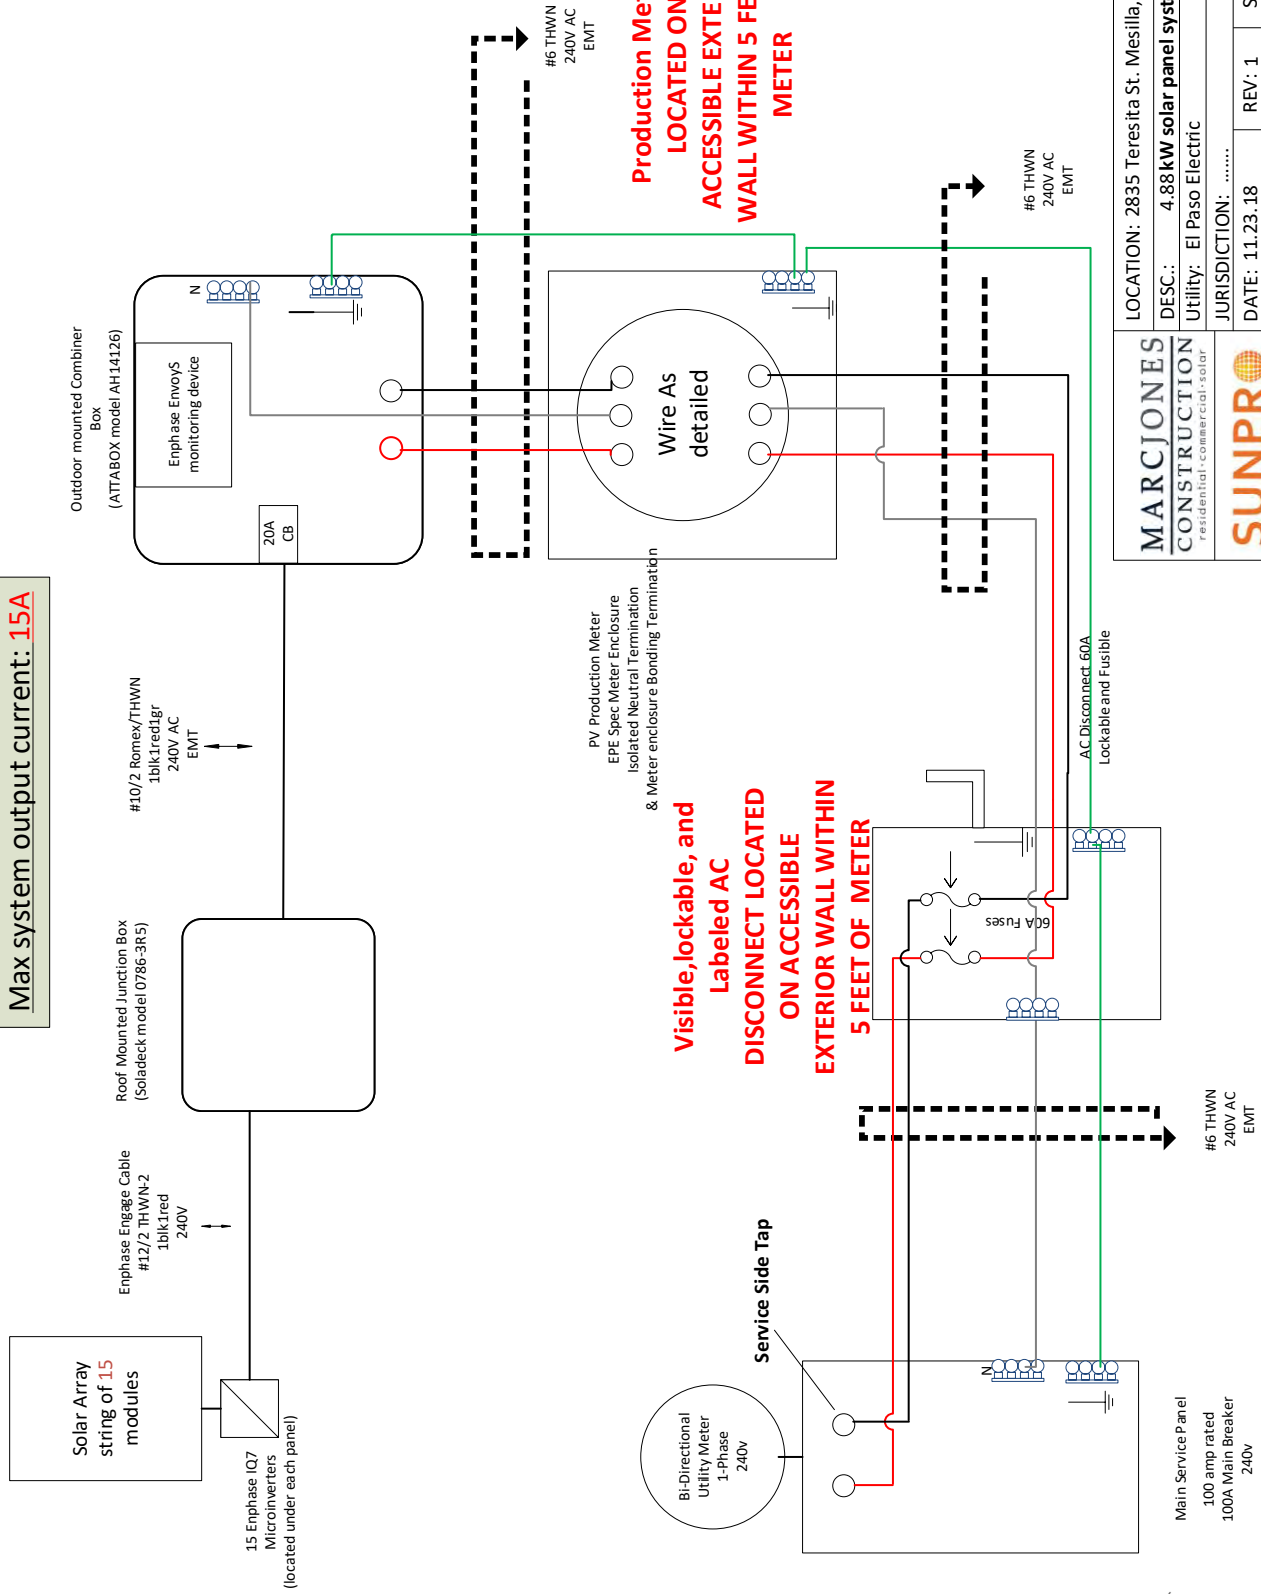 Max system output current: 15A
Solar Array
string of 15
modules
15 Enphase IQ7
Microinverters
(located under each panel)
Enphase Engage Cable
#12/2 THWN-2
1blk1red
240V
Roof Mounted Junction Box
(Soladeck model 0786-3R5)
#10/2 Romex/THWN
1blk1red1gr
240V AC
EMT
Outdoor mounted Combiner
Box
(ATTABOX model AH14126)
Enphase EnvoyS
monitoring device
20A
CB
N
#6 THWN
240V AC
EMT
Production Met
LOCATED ON
ACCESSIBLE EXTE
WALL WITHIN 5 FE
METER
PV Production Meter
EPE Spec Meter Enclosure
Isolated Neutral Termination
& Meter enclosure Bonding Termination
Wire As
detailed
#6 THWN
240V AC
EMT
Visible,lockable, and
Labeled AC
DISCONNECT LOCATED
ON ACCESSIBLE
EXTERIOR WALL WITHIN
5 FEET OF METER
AC Disconnect 60A
Lockable and Fusible
60A Fuses
#6 THWN
240V AC
EMT
Service Side Tap
Bi-Directional
Utility Meter
1-Phase
240v
N
Main Service Panel
100 amp rated
100A Main Breaker
240v
MARCJONES
CONSTRUCTION
residential·commercial·solar
SUNPR
LOCATION: 2835 Teresita St. Mesilla,
DESC.: 4.88kW solar panel syst
Utility: El Paso Electric
JURISDICTION: .......
DATE: 11.23.18
REV: 1
S